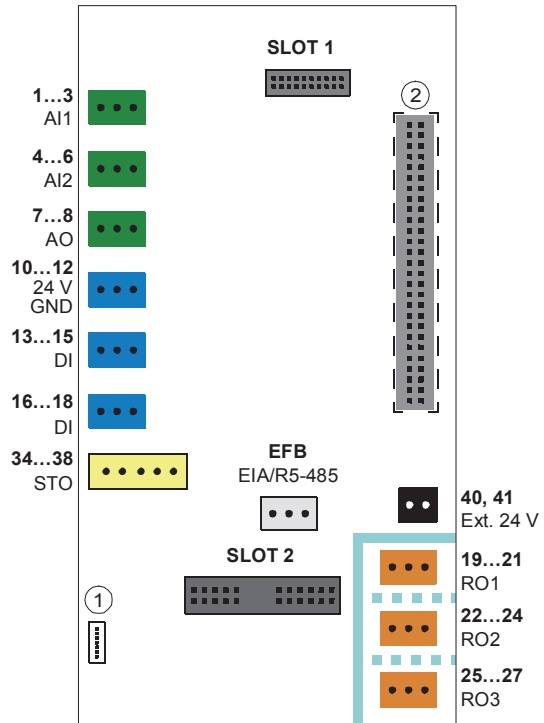 SLOT 1
2
1...3
AI1
4...6
AI2
7...8
AO
10...12
24 V
GND
13...15
DI
16...18
DI
34...38
STO
EFB
EIA/R5-485
40, 41
Ext. 24 V
SLOT 2
19...21
RO1
1
22...24
RO2
25...27
RO3